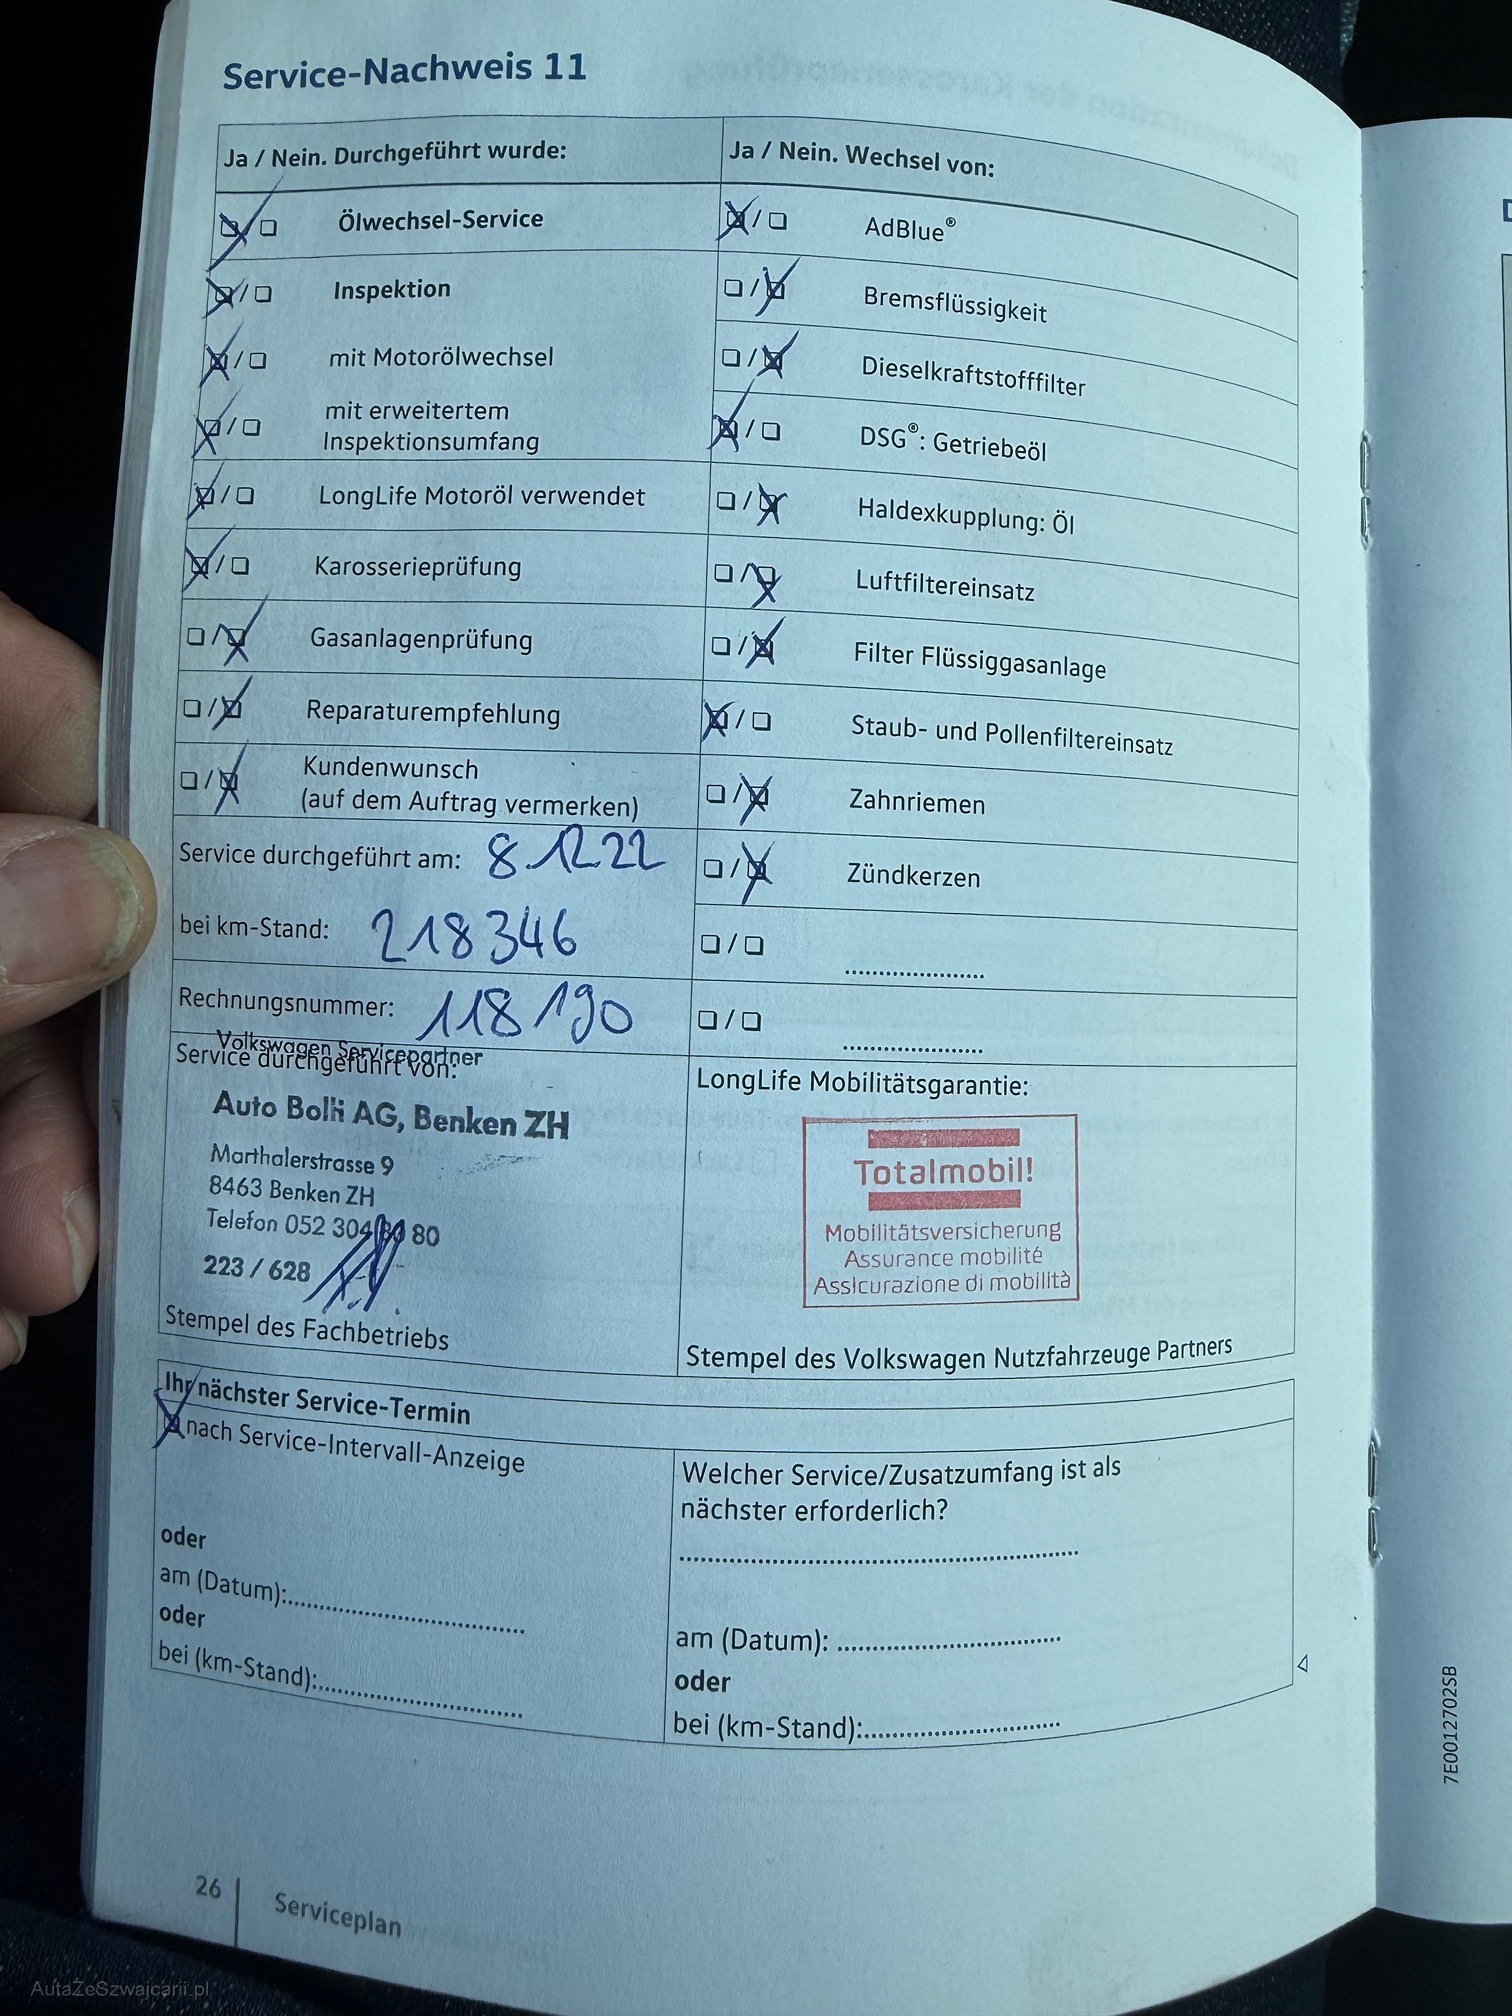 Service-Nachweis 11
Ja / Nein. Durchgeführt wurde:
Ölwechsel-Service
Inspektion
mit Motorölwechsel
mit erweitertem
Inspektionsumfang
LongLife Motoröl verwendet
Karosserieprüfung
Gasanlagenprüfung
Reparaturempfehlung
Kundenwunsch
(auf dem Auftrag vermerken)
Service durchgeführt am: 8.12.22
bei km-Stand: 218346
Rechnungsnummer: 118190
Volkswagen Servicepartner
Service durchgeführt von:
Auto Bolli AG, Benken ZH
Marthalerstrasse 9
8463 Benken ZH
Telefon 052 304 80 80
223 / 628
Stempel des Fachbetriebs
Ja / Nein. Wechsel von:
AdBlue®
Bremsflüssigkeit
Dieselkraftstofffilter
DSG®: Getriebeöl
Haldexkupplung: Öl
Luftfiltereinsatz
Filter Flüssiggasanlage
Staub- und Pollenfiltereinsatz
Zahnriemen
Zündkerzen
LongLife Mobilitätsgarantie:
Totalmobil!
Mobilitätsversicherung
Assurance mobilité
Assicurazione di mobilità
Stempel des Volkswagen Nutzfahrzeuge Partners
Ihr nächster Service-Termin
nach Service-Intervall-Anzeige
oder
am (Datum):
oder
bei (km-Stand):
Welcher Service/Zusatzumfang ist als
nächster erforderlich?
am (Datum):
oder
bei (km-Stand):
7E0012702SB
26
Serviceplan
AutaZeSzwajcarii.pl